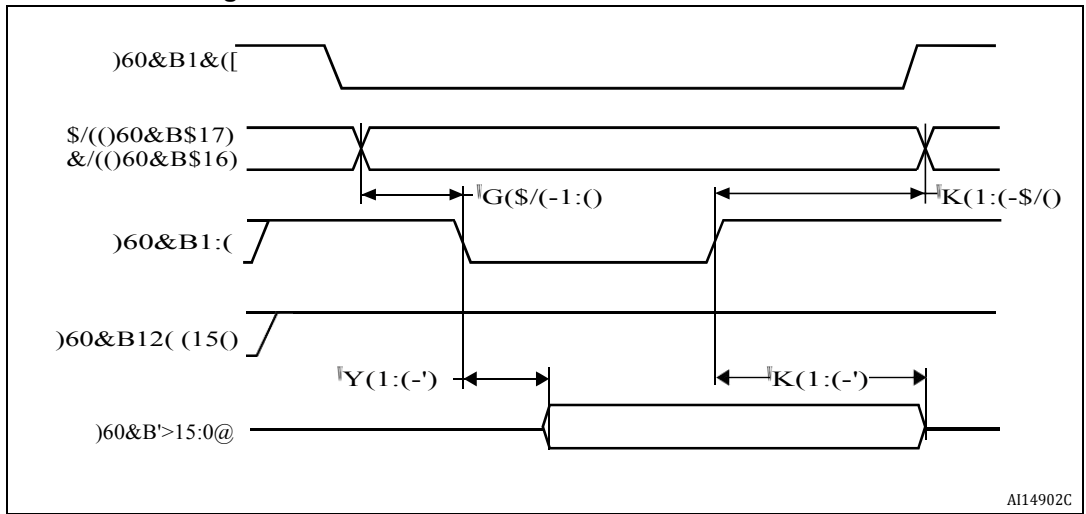 )60&B1&([
$/(()60&B$17)
&/(()60&B$16)
G($/(-1:()
K(1:(-$/()
)60&B1:(
)60&B12( (15()
Y(1:(-')
K(1:(-')
)60&B'>15:0@
AI14902C